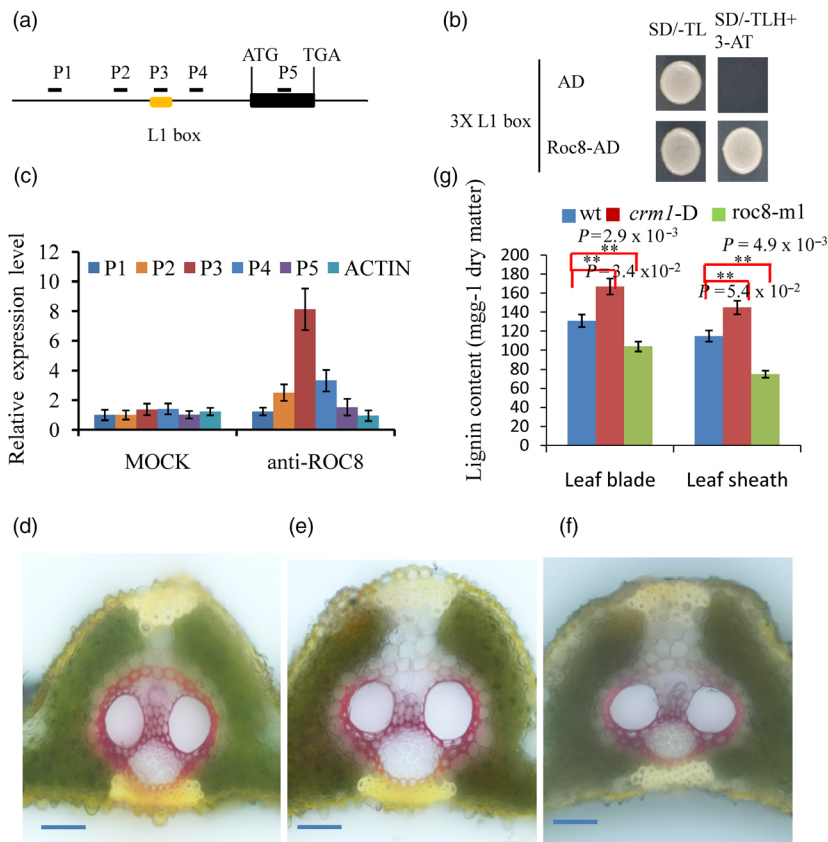 (a)
ATG TGA
P1 P2 P3 P4 P5
L1 box
(b)
SD/-TL
SD/-TLH+
3-AT
AD
3X L1 box
Roc8-AD
(c)
Relative expression level
12
10
8
6
4
2
0
P1 P2 P3 P4 P5 ACTIN
MOCK anti-ROC8
(g)
wt crm1-D roc8-m1
Lignin content (mgg-1 dry matter)
200
180
160
140
120
100
80
60
40
20
0
P=2.9 x 10⁻³
**
**
P=3.4 x10⁻²
P = 4.9 x 10⁻³
**
**
P = 5.4 x 10⁻²
Leaf blade Leaf sheath
(d) (e) (f)